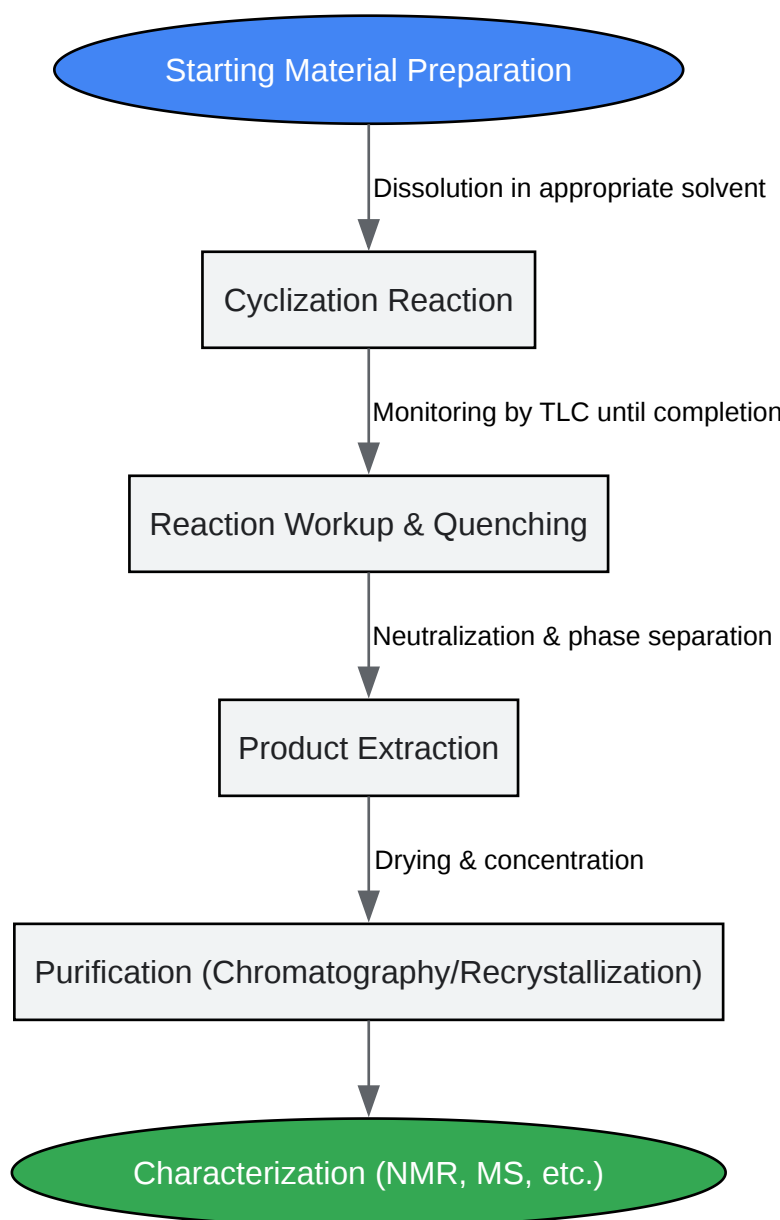 Starting Material Preparation
Dissolution in appropriate solvent
Cyclization Reaction
Monitoring by TLC until completion
Reaction Workup & Quenching
Neutralization & phase separation
Product Extraction
Drying & concentration
Purification (Chromatography/Recrystallization)
Characterization (NMR, MS, etc.)